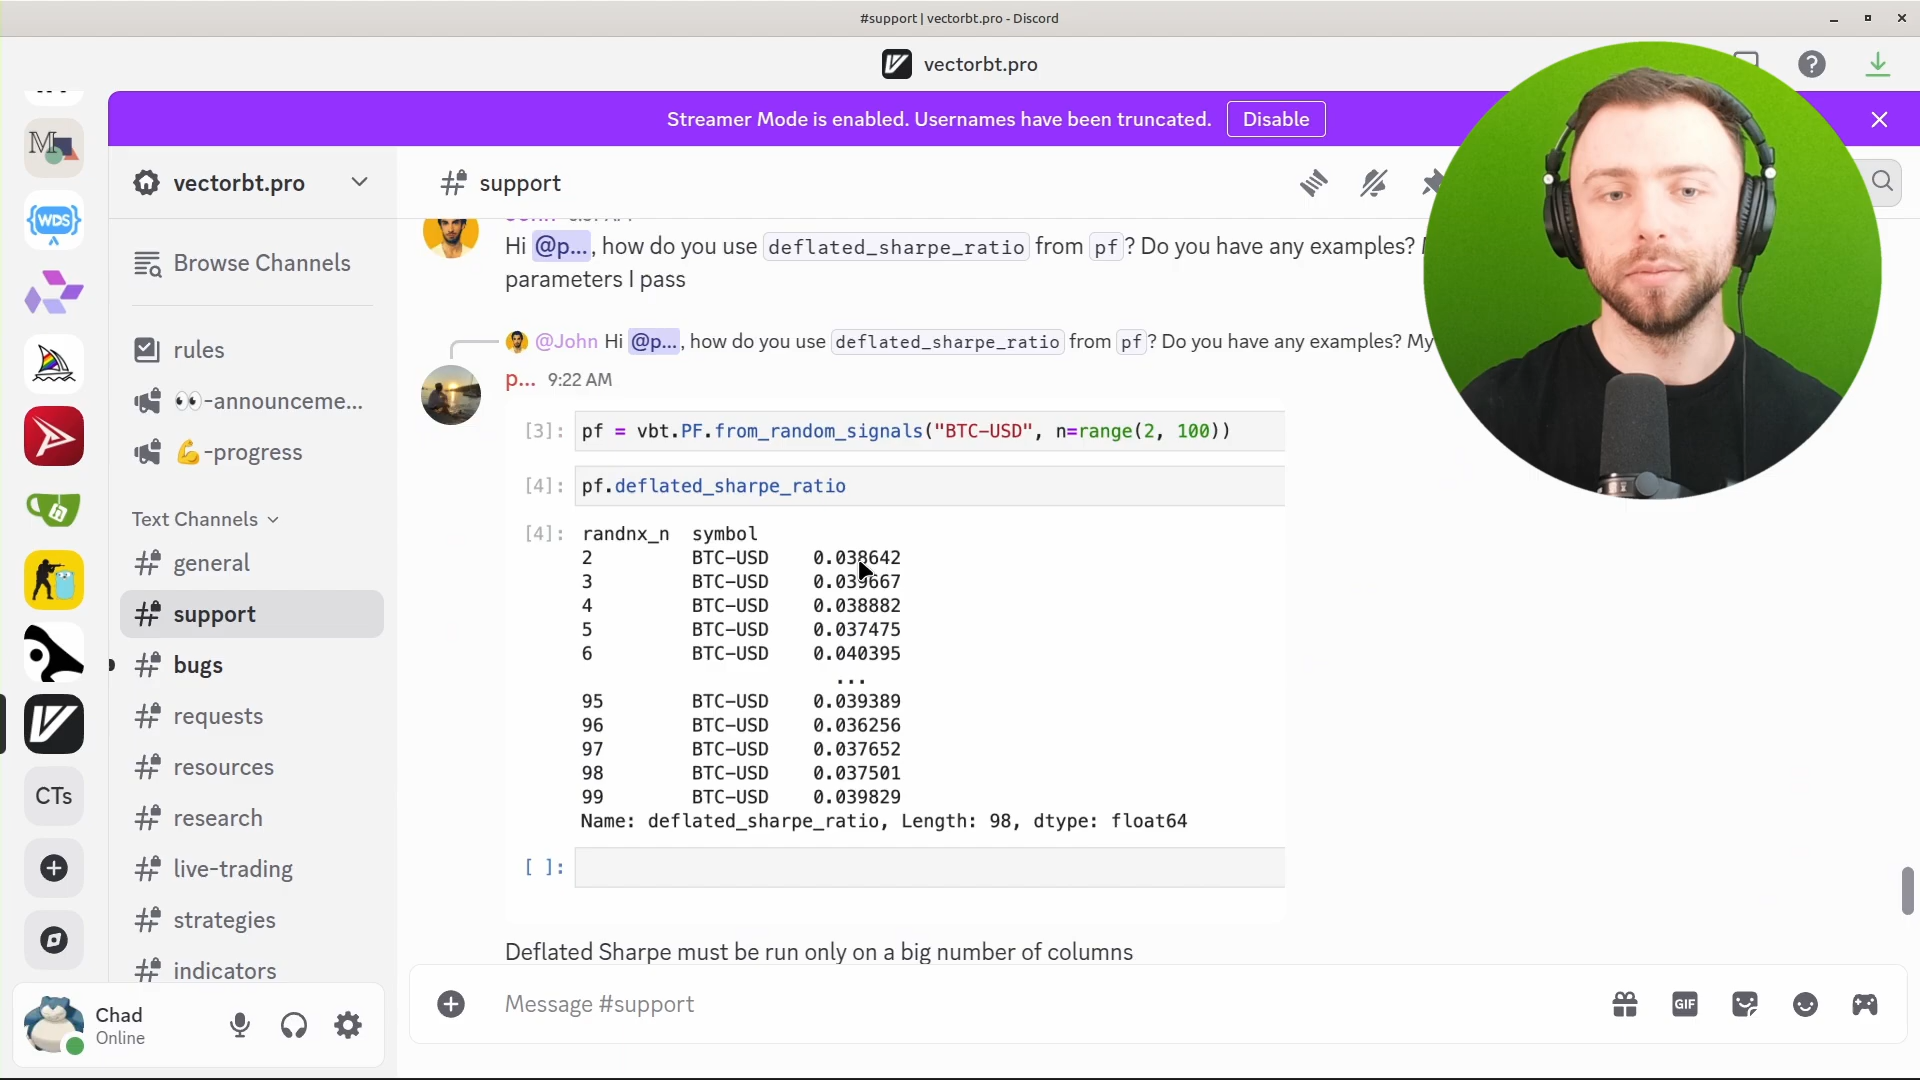 #support | vectorbt.pro - Discord
vectorbt.pro
Streamer Mode is enabled. Usernames have been truncated. Disable
M
WDS
CTs
vectorbt.pro
Browse Channels
rules
👀-announceme...
💪-progress
Text Channels
general
support
bugs
requests
resources
research
live-trading
strategies
indicators
Chad
Online
support
Hi @p..., how do you use deflated_sharpe_ratio from pf? Do you have any examples?
parameters I pass
@John Hi @p..., how do you use deflated_sharpe_ratio from pf? Do you have any examples? My
p... 9:22 AM
[3]: pf = vbt.PF.from_random_signals("BTC-USD", n=range(2, 100))
[4]: pf.deflated_sharpe_ratio
[4]: randnx_n symbol
2 BTC-USD 0.038642
3 BTC-USD 0.039667
4 BTC-USD 0.038882
5 BTC-USD 0.037475
6 BTC-USD 0.040395
...
95 BTC-USD 0.039389
96 BTC-USD 0.036256
97 BTC-USD 0.037652
98 BTC-USD 0.037501
99 BTC-USD 0.039829
Name: deflated_sharpe_ratio, Length: 98, dtype: float64
[ ]:
Deflated Sharpe must be run only on a big number of columns
Message #support
GIF